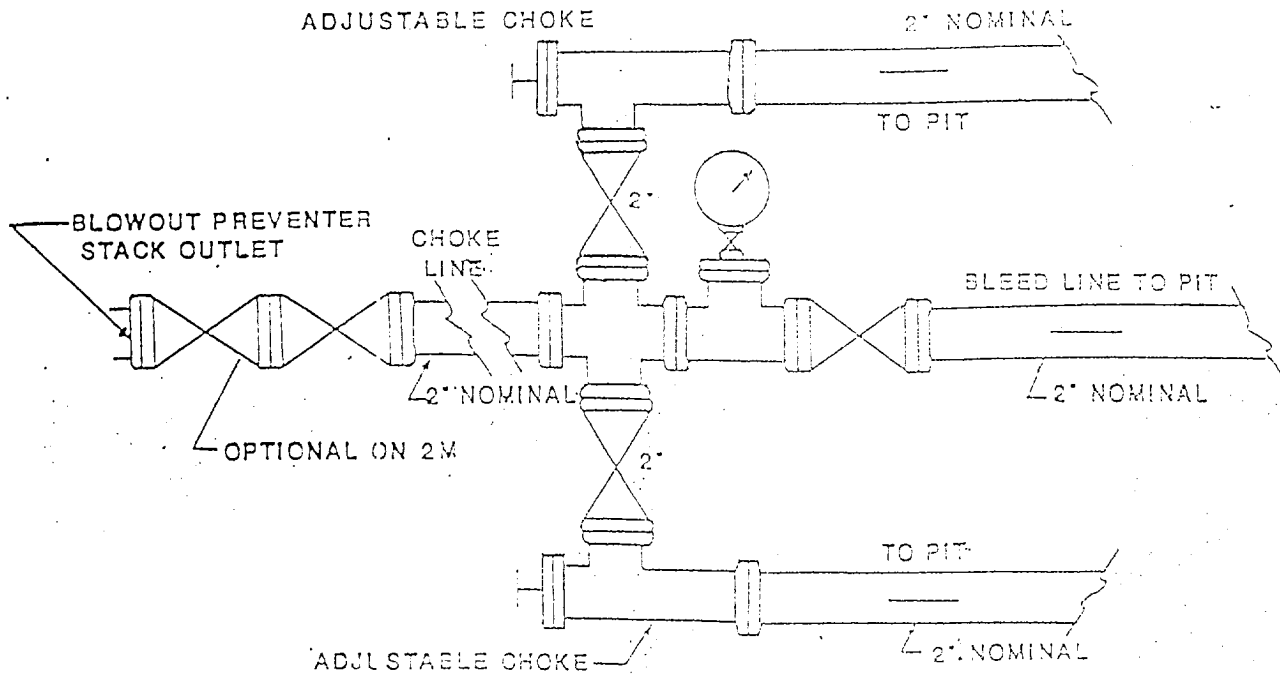 ADJUSTABLE CHOKE
2" NOMINAL
TO PIT
2"
BLOWOUT PREVENTER
STACK OUTLET
CHOKE
LINE
BLEED LINE TO PIT
2" NOMINAL
2" NOMINAL
OPTIONAL ON 2M
2"
TO PIT
ADJUSTABLE CHOKE
2" NOMINAL